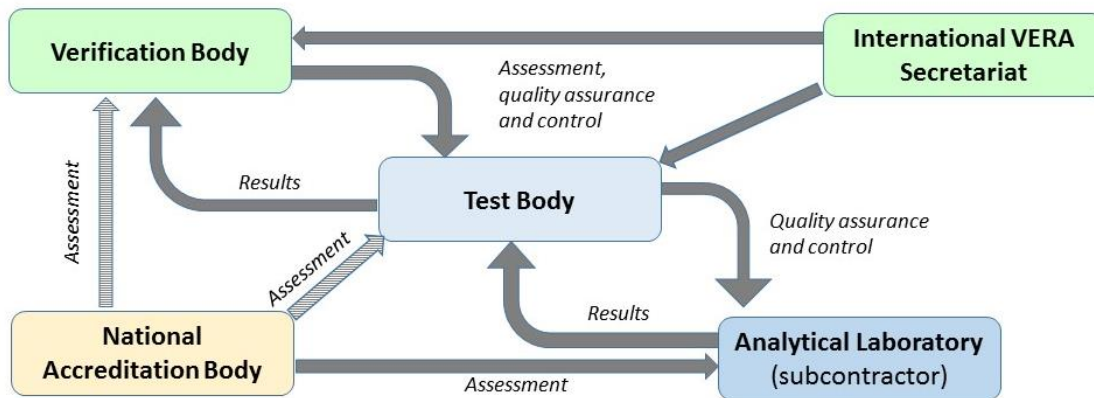 Verification Body
International VERA
Secretariat
Assessment,
quality assurance
and control
Assessment
Results
Test Body
Quality assurance
and control
Assessment
National
Accreditation Body
Results
Analytical Laboratory
(subcontractor)
Assessment